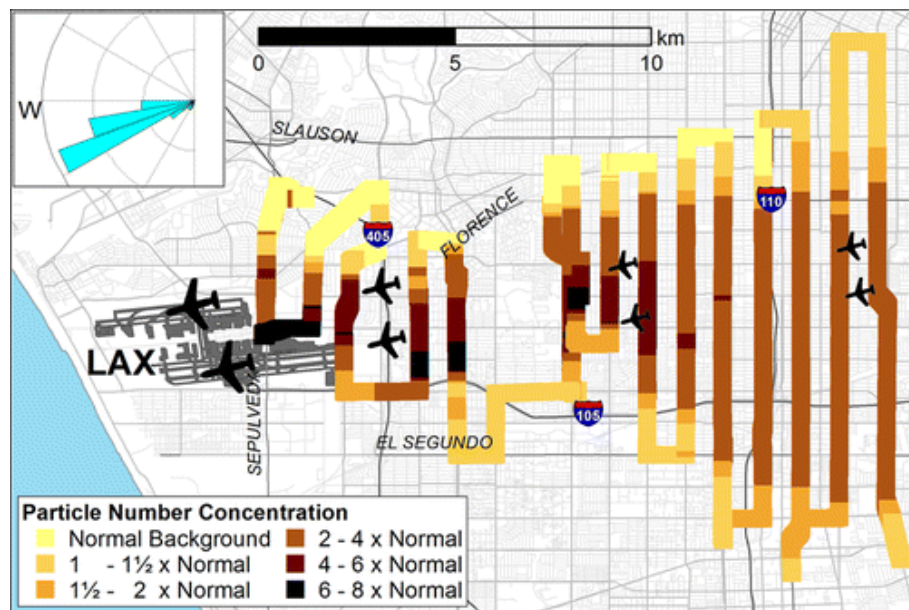 W
0 5 10 km
SLAUSON
405
FLORENCE
110
LAX
SEPULVEDA
105
EL SEGUNDO
Particle Number Concentration
Normal Background
1 - 1½ x Normal
1½ - 2 x Normal
2 - 4 x Normal
4 - 6 x Normal
6 - 8 x Normal